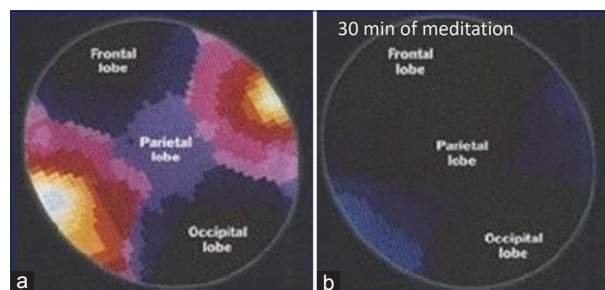 Frontal
lobe
Parietal
lobe
Occipital
lobe
a
30 min of meditation
Frontal
lobe
Parietal
lobe
Occipital
lobe
b